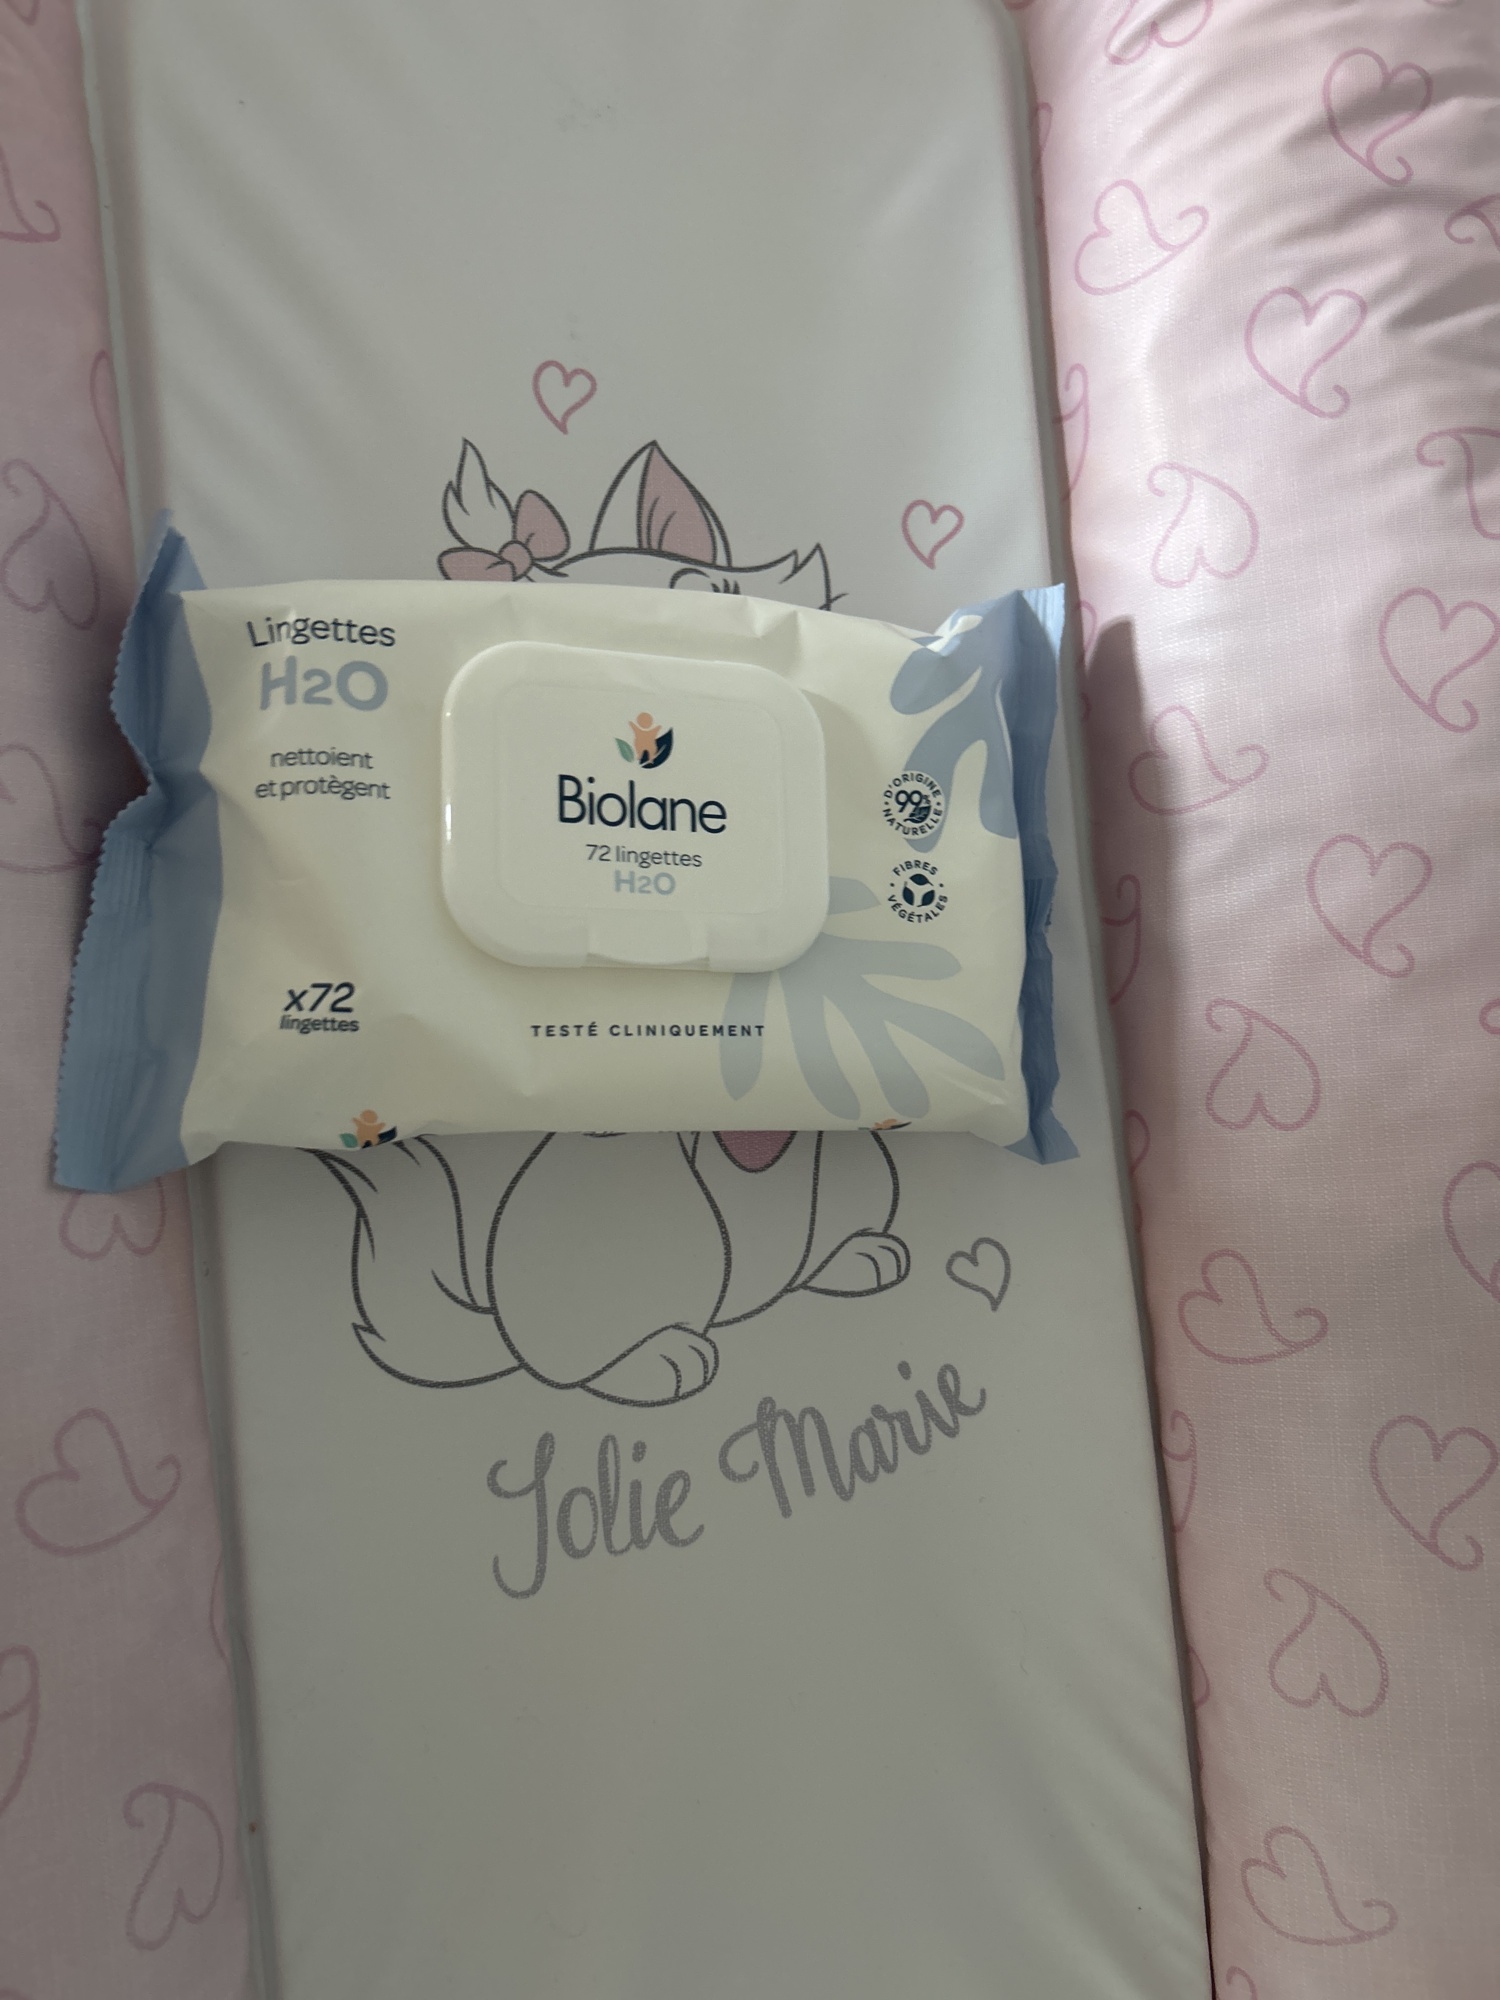 Lingettes
H2O
nettoient
et protègent
Biolane
72 lingettes
H2O
D'ORIGINE
99%
NATURELLE
FIBRES
VÉGÉTALES
x72
lingettes
TESTÉ CLINIQUEMENT
Jolie Marie